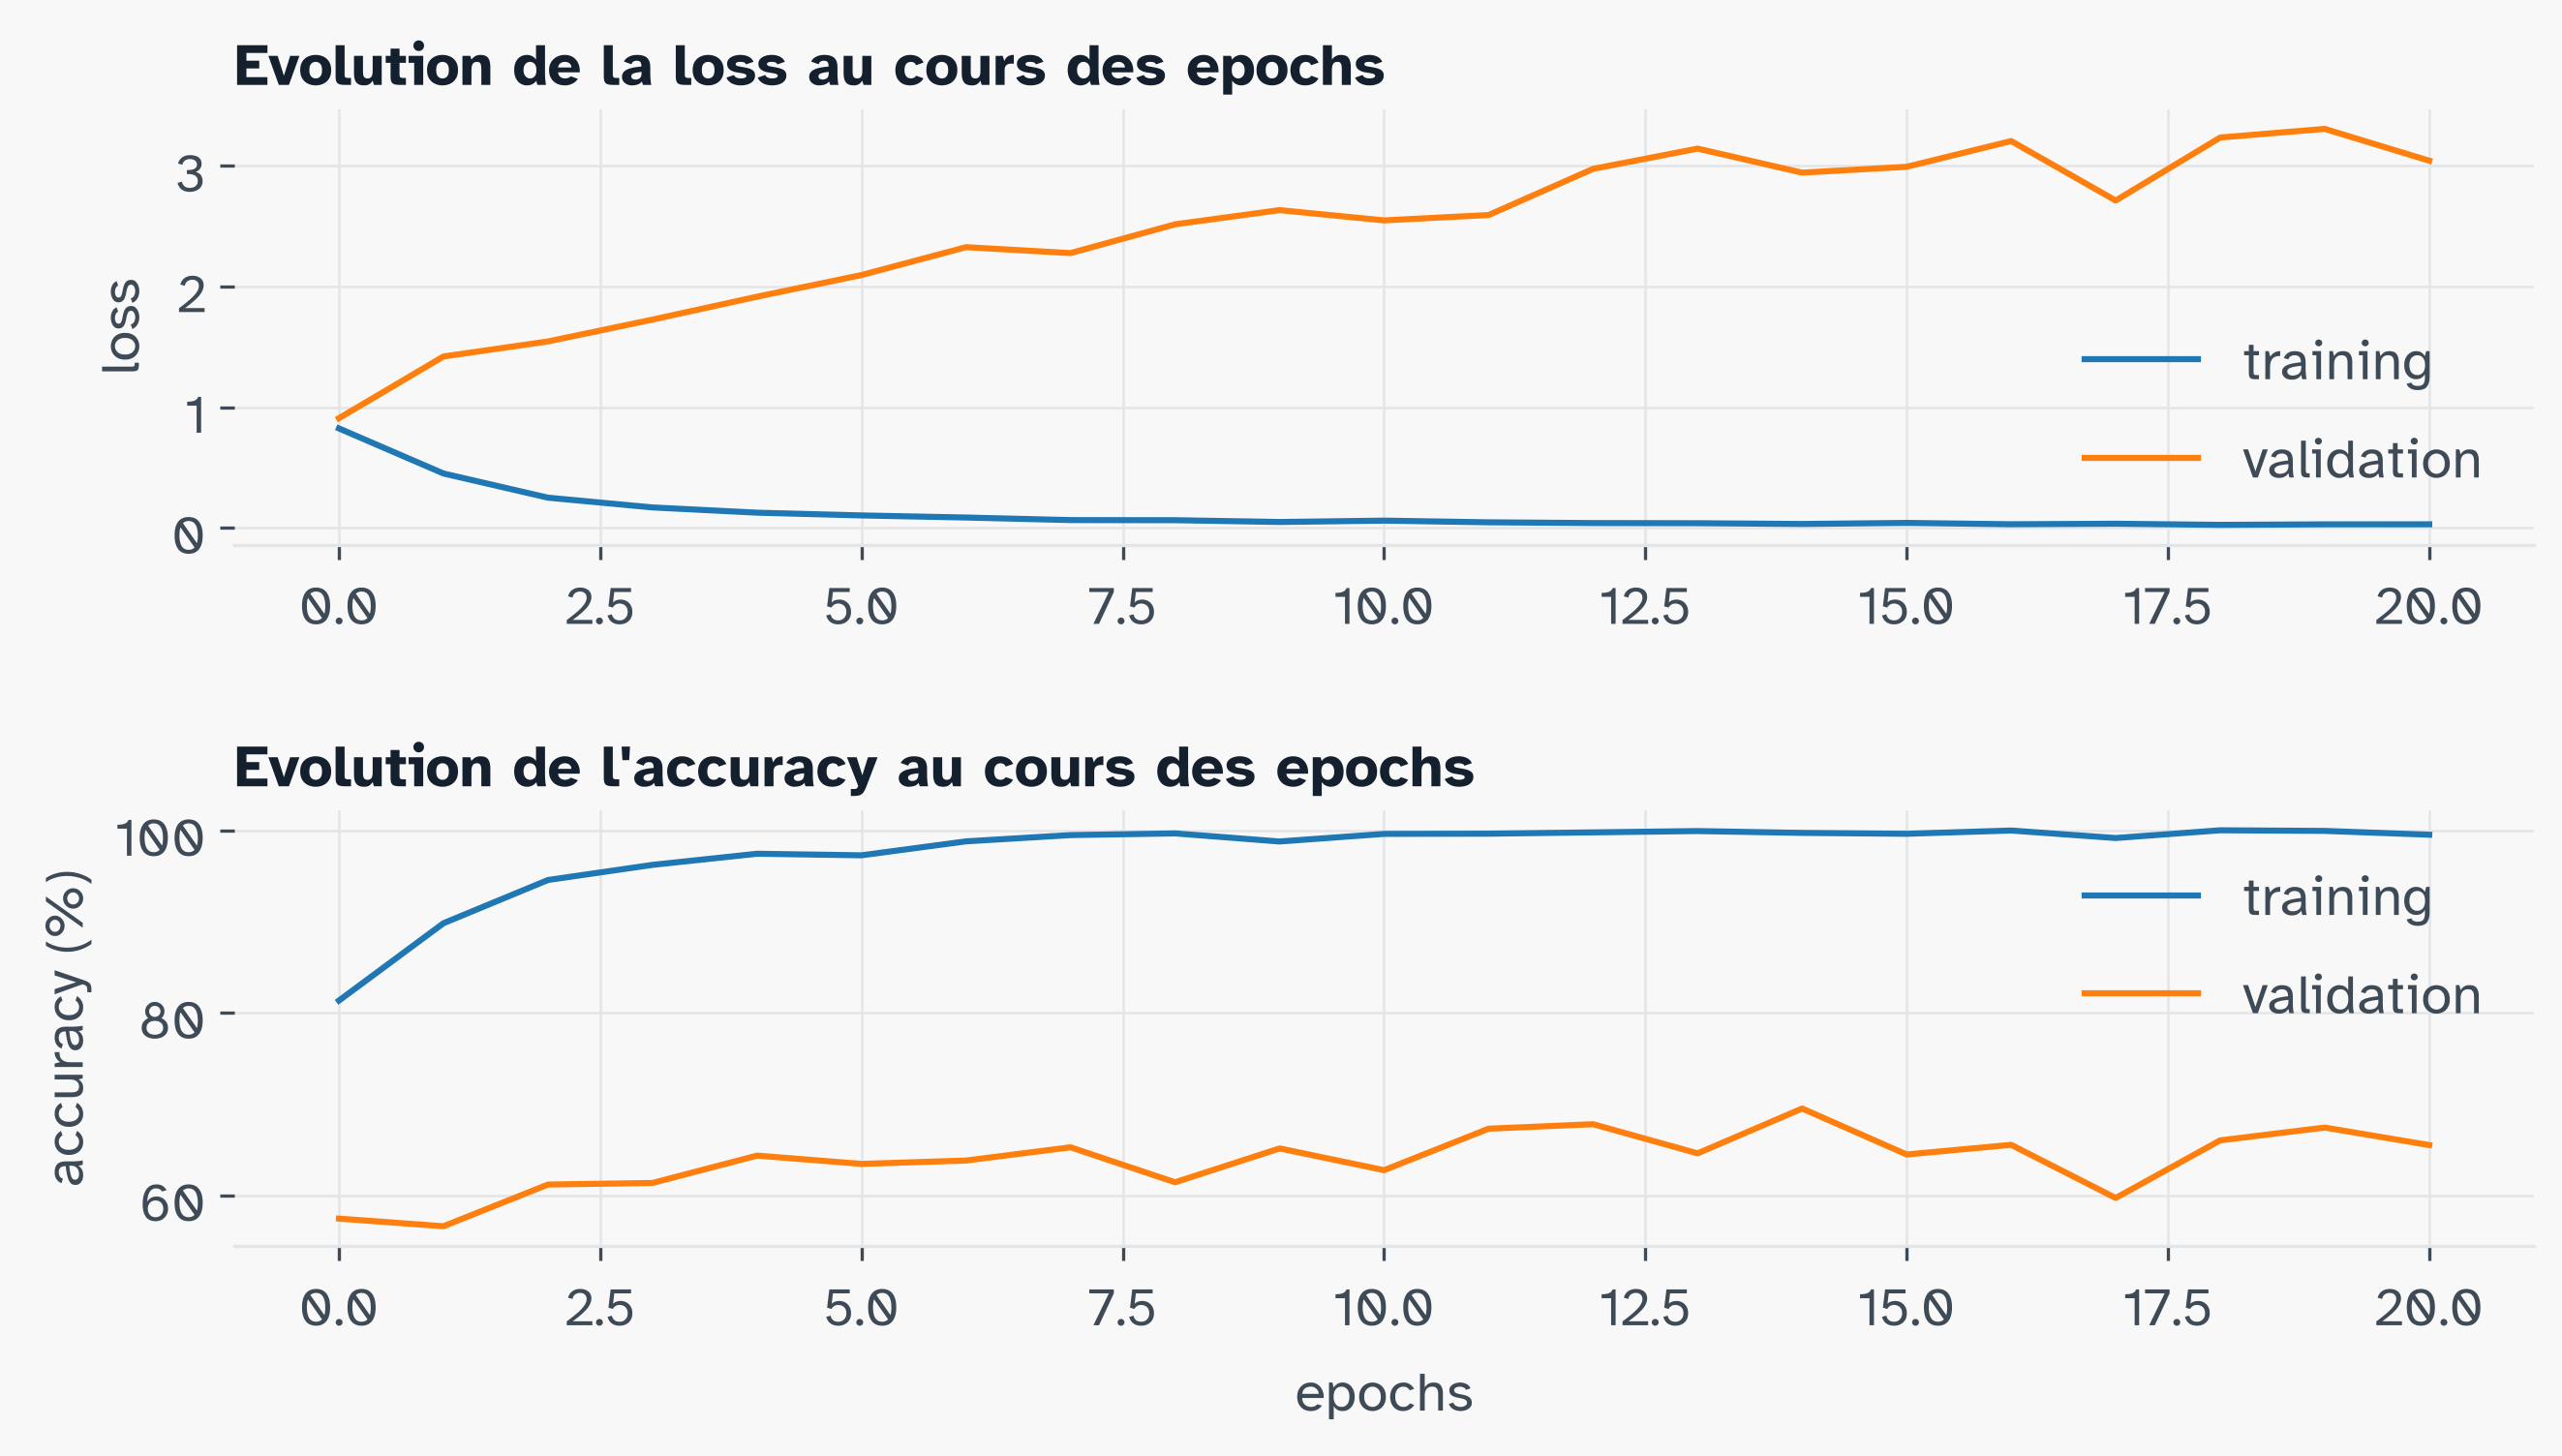 Evolution de la loss au cours des epochs
3
2
1
0
loss
training
validation
0.0 2.5 5.0 7.5 10.0 12.5 15.0 17.5 20.0
Evolution de l'accuracy au cours des epochs
100
80
60
accuracy (%)
training
validation
0.0 2.5 5.0 7.5 10.0 12.5 15.0 17.5 20.0
epochs